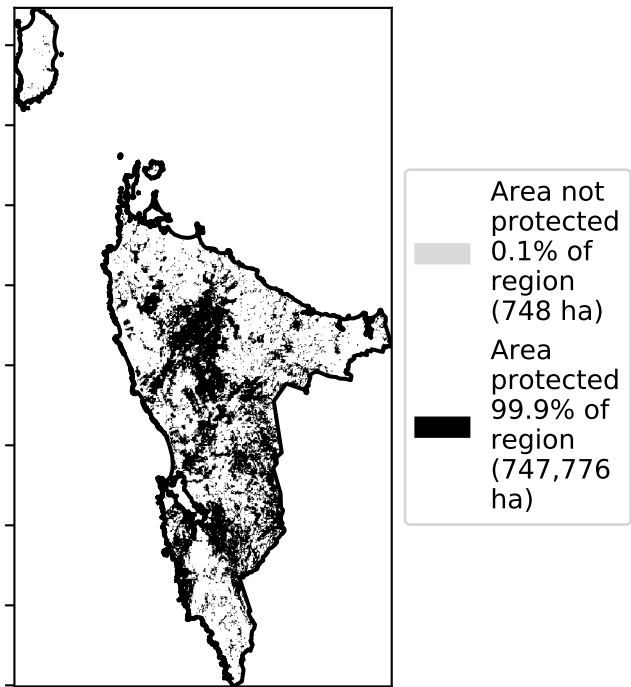 Area not
protected
0.1% of
region
(748 ha)
Area
protected
99.9% of
region
(747,776
ha)